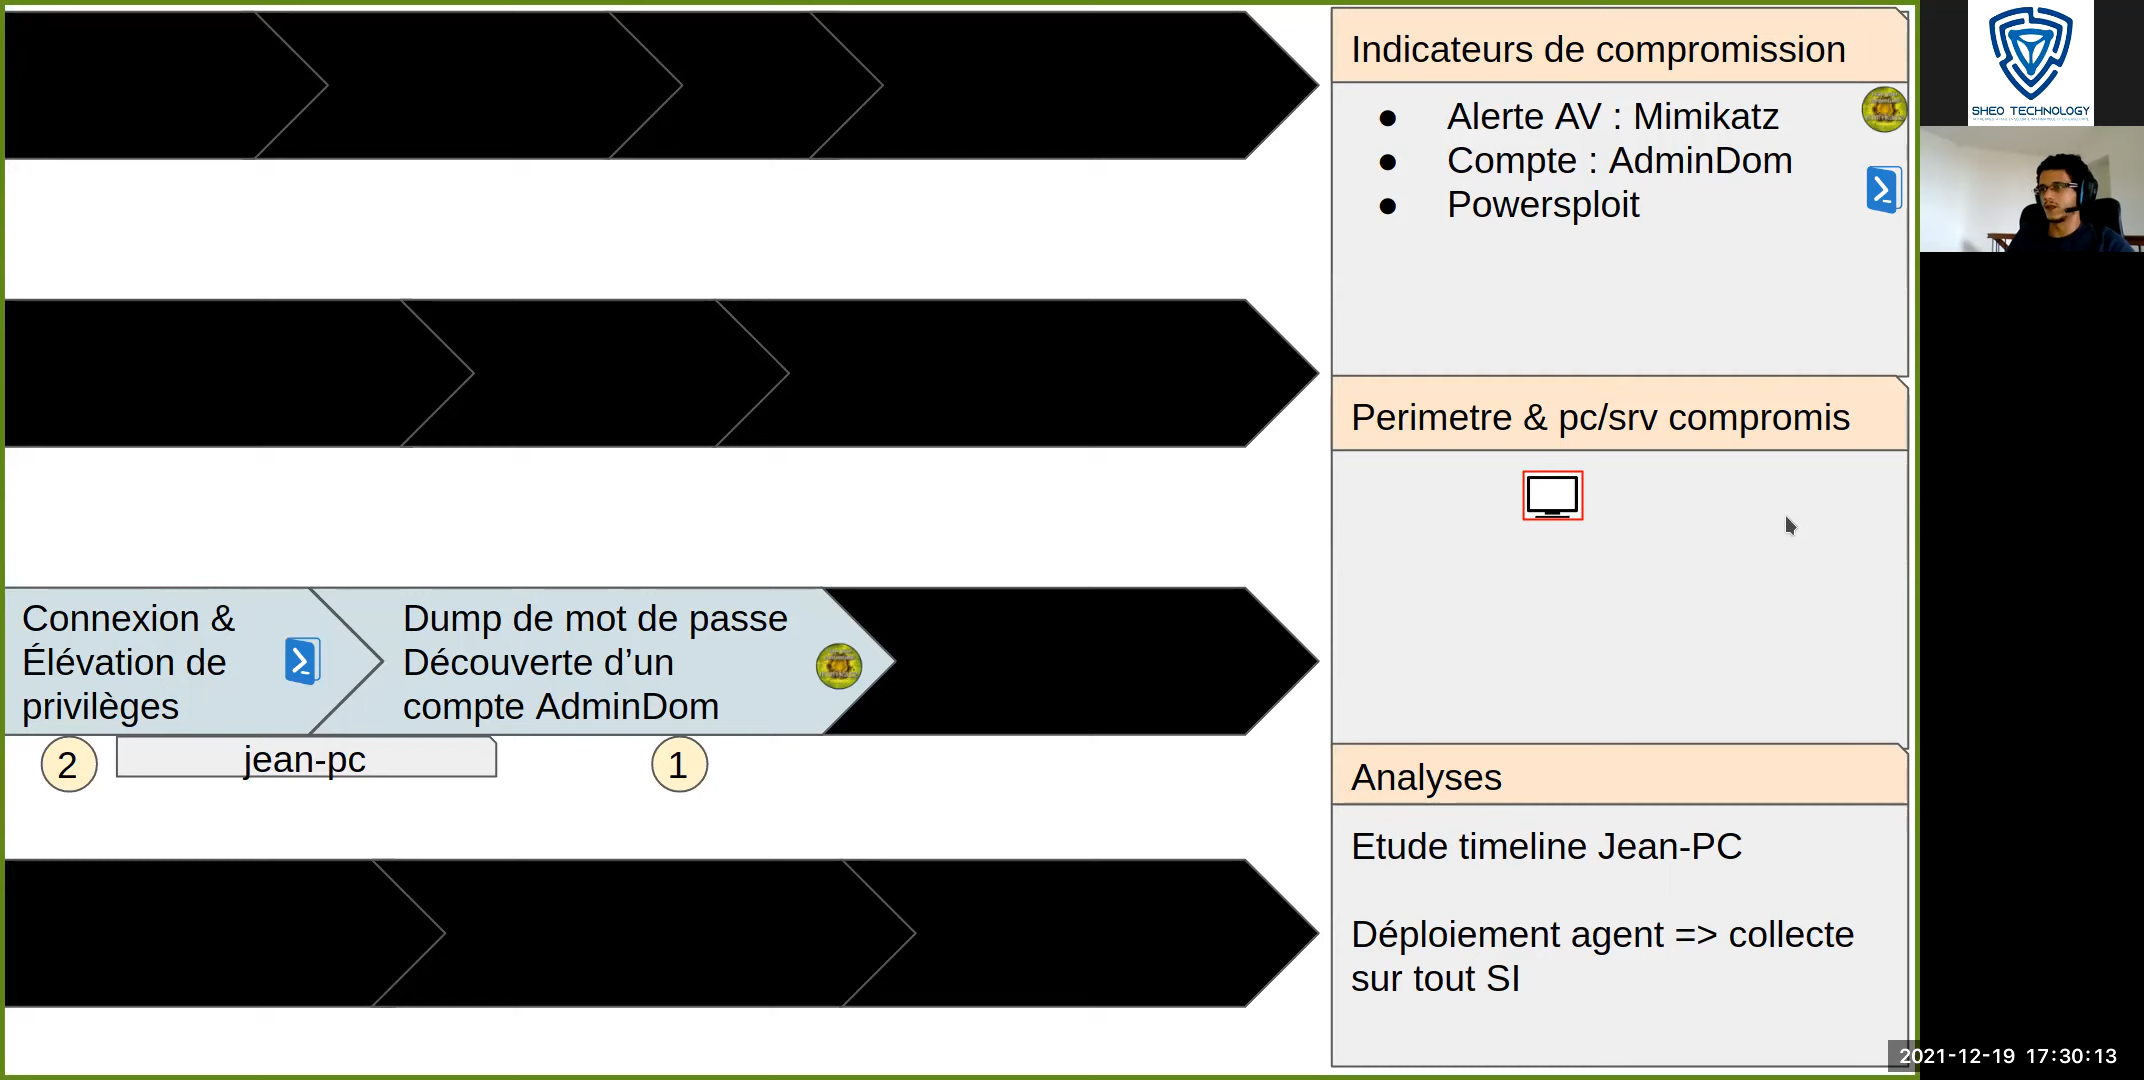 Indicateurs de compromission
● Alerte AV : Mimikatz
● Compte : AdminDom
● Powersploit
Perimetre & pc/srv compromis
Connexion &
Élévation de
privilèges
Dump de mot de passe
Découverte d’un
compte AdminDom
2
jean-pc
1
Analyses
Etude timeline Jean-PC
Déploiement agent => collecte
sur tout SI
SHEO TECHNOLOGY
2021-12-19 17:30:13